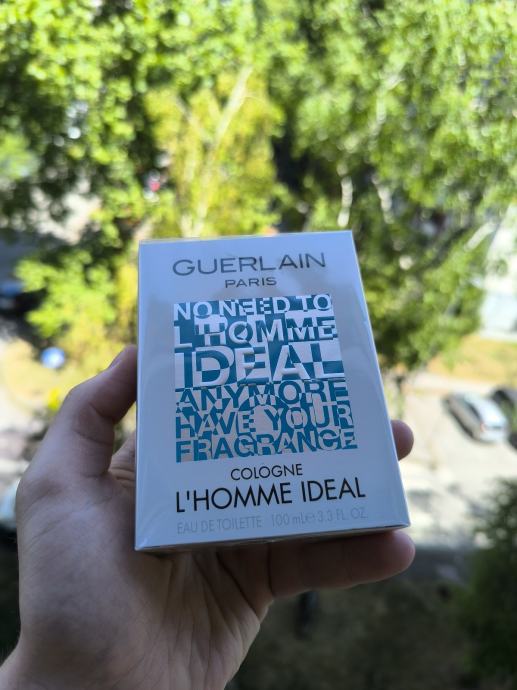 GUERLAIN
PARIS
NO NEED TO
L'HOMME
IDEAL
ANYMORE
HAVE YOUR
FRAGRANCE
COLOGNE
L'HOMME IDEAL
EAU DE TOILETTE 100 mL℮ 3.3 FL. OZ.